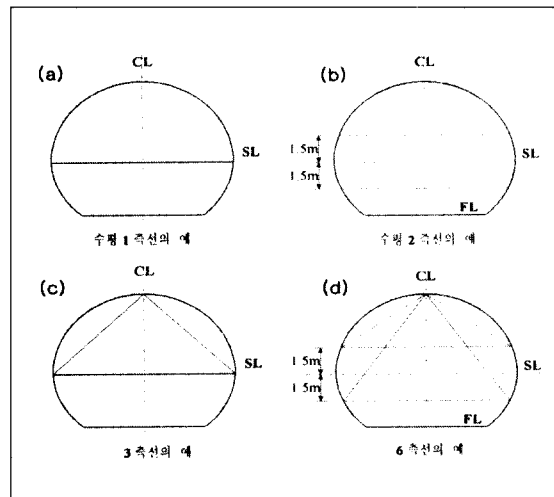 (a)
CL
SL
수평 1 측선의 예
(b)
CL
1.5m
1.5m
SL
FL
수평 2 측선의 예
(c)
CL
SL
3 측선의 예
(d)
CL
1.5m
1.5m
SL
FL
6 측선의 예